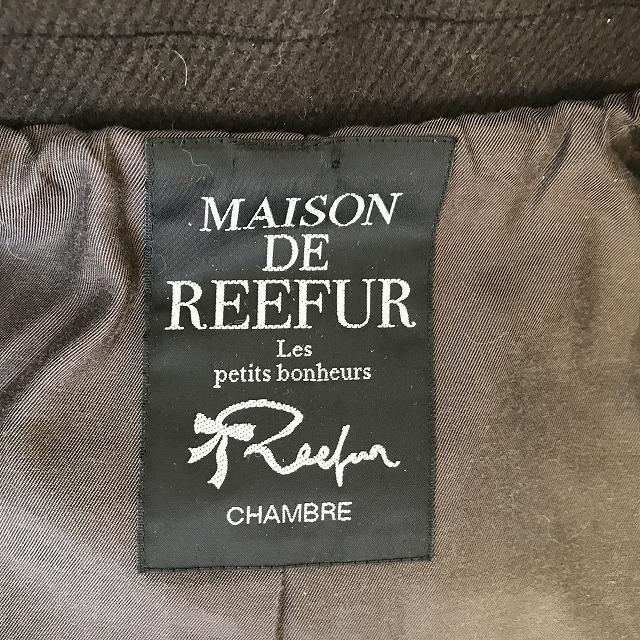 MAISON
DE
REEFUR
Les
petits bonheurs
Reefur
CHAMBRE